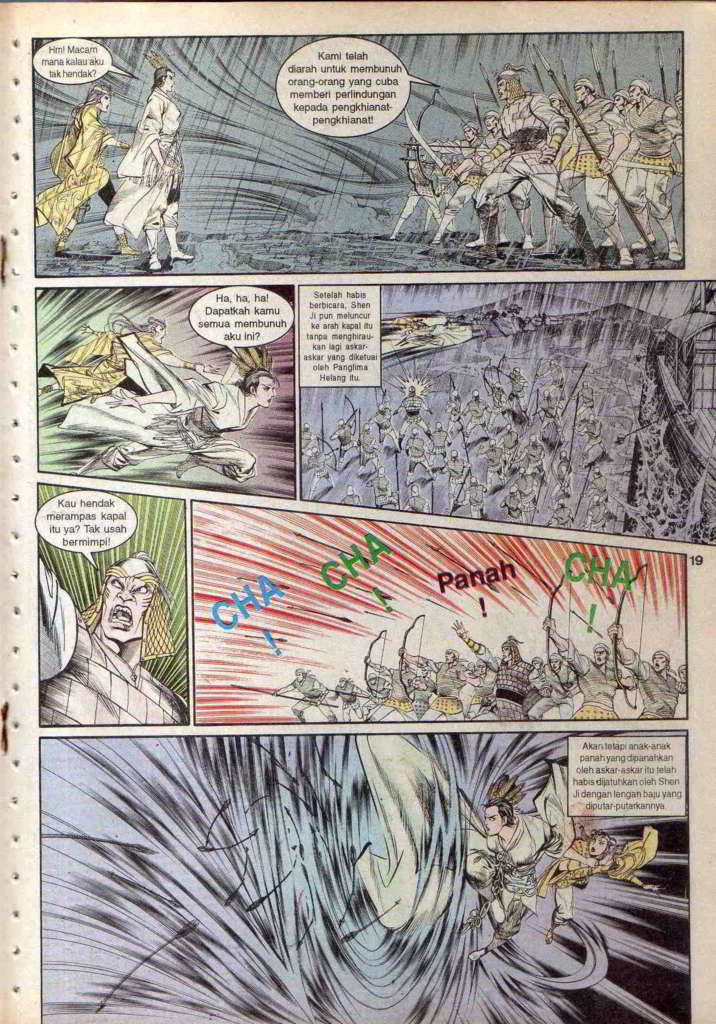 Hm! Macam
mana kalau aku
tak hendak?
Kami telah
diarah untuk membunuh
orang-orang yang cuba
memberi perlindungan
kepada pengkhianat-
pengkhianat!
Ha, ha, ha!
Dapatkah kamu
semua membunuh
aku ini?
Setelah habis
berbicara, Shen
Ji pun meluncur
ke arah kapal itu
tanpa menghirau-
kan lagi askar-
askar yang diketuai
oleh Panglima
Helang itu.
Kau hendak
merampas kapal
itu ya? Tak usah
bermimpi!
CHA
!
CHA
!
Panah
!
CHA
!
19
Akan tetapi anak-anak
panah yang dipanahkan
oleh askar-askar itu telah
habis dijatuhkan oleh Shen
Ji dengan lengan baju yang
diputar-putarkannya.